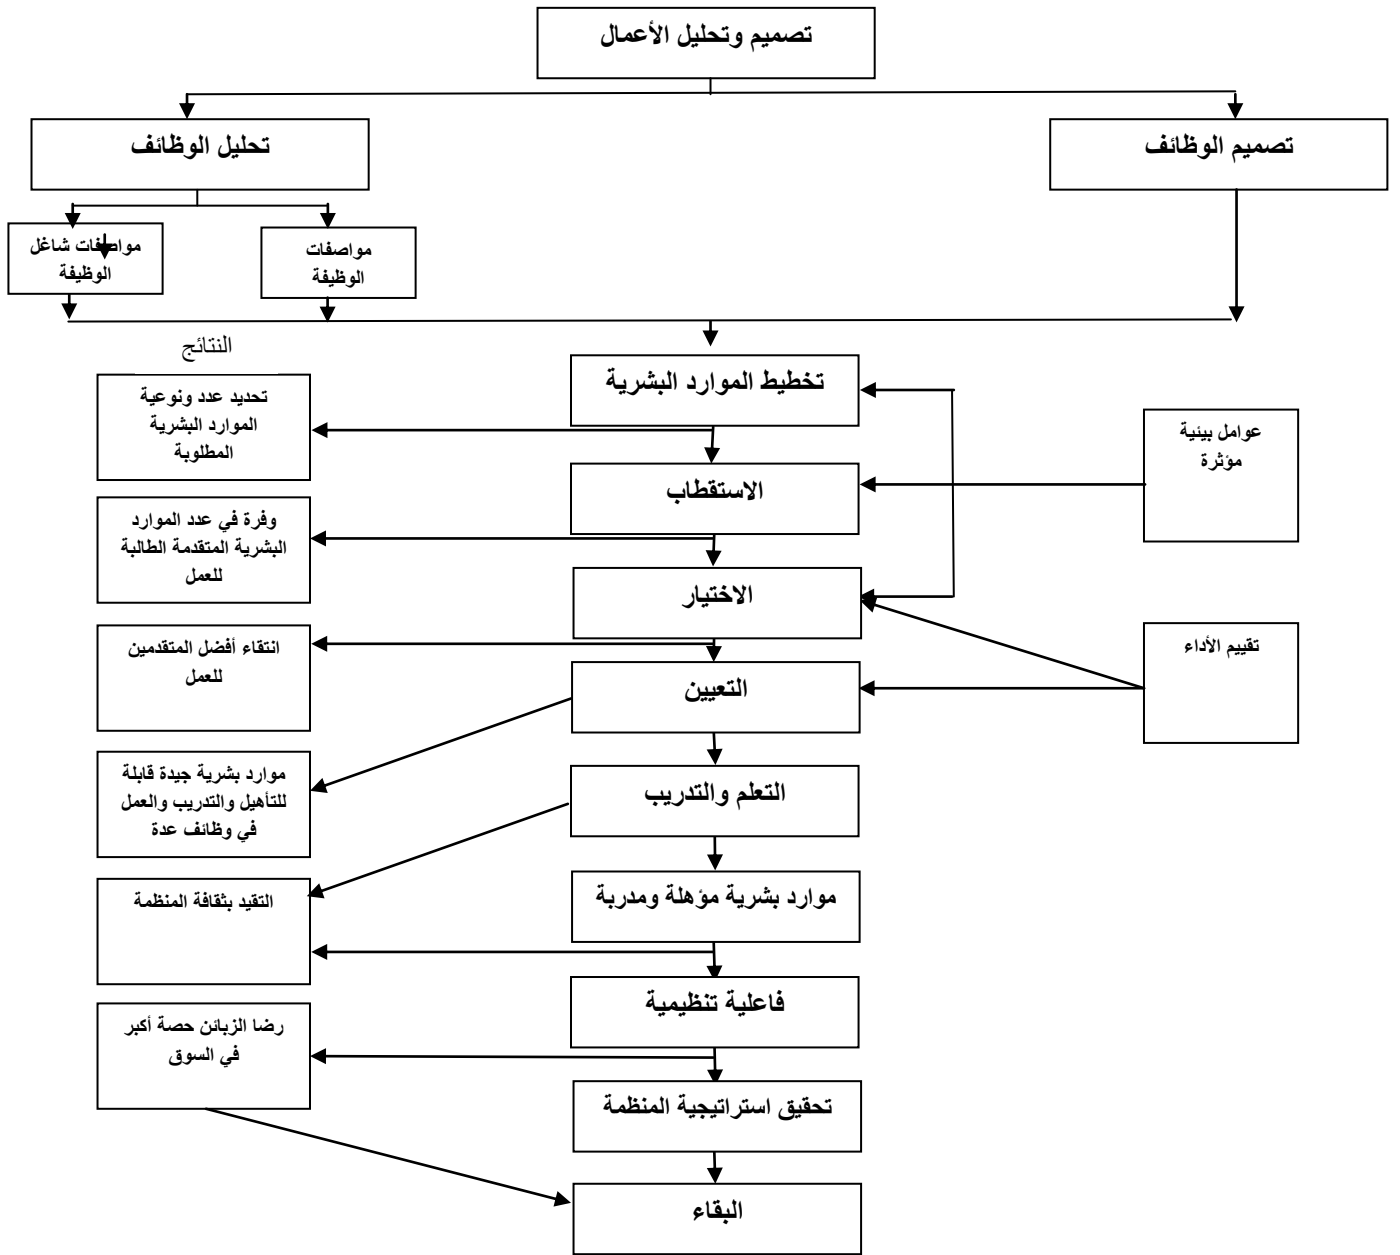 تصميم وتحليل الأعمال
تصميم الوظائف
تحليل الوظائف
مواصفات
الوظيفة
مواصفات شاغل
الوظيفة
النتائج
تخطيط الموارد البشرية
تحديد عدد ونوعية
الموارد البشرية
المطلوبة
عوامل بيئية
مؤثرة
الاستقطاب
وفرة في عدد الموارد
البشرية المتقدمة الطالبة
للعمل
الاختيار
تقييم الأداء
انتقاء أفضل المتقدمين
للعمل
التعيين
موارد بشرية جيدة قابلة
للتأهيل والتدريب والعمل
في وظائف عدة
التعلم والتدريب
موارد بشرية مؤهلة ومدربة
التقيد بثقافة المنظمة
فاعلية تنظيمية
رضا الزبائن حصة أكبر
في السوق
تحقيق استراتيجية المنظمة
البقاء